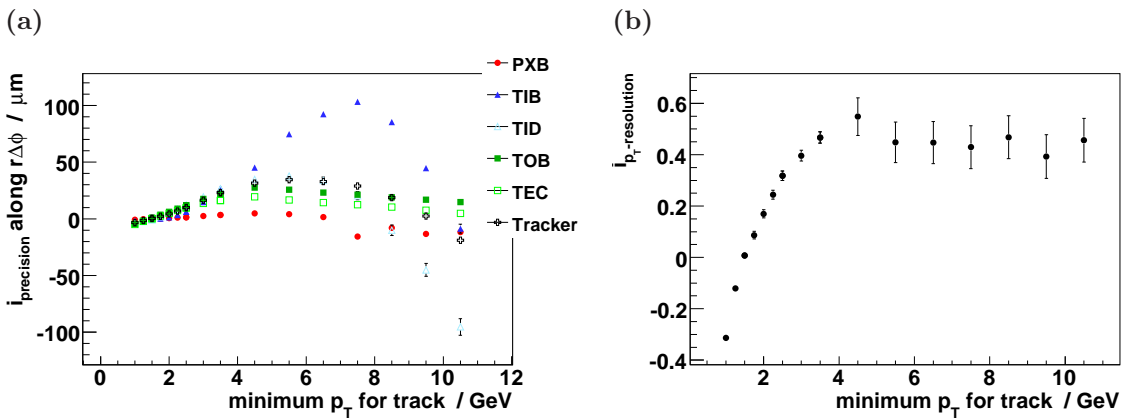 (a)
i_precision along rΔϕ / μm
100
50
0
-50
-100
0 2 4 6 8 10 12
minimum p_T for track / GeV
PXB
TIB
TID
TOB
TEC
Tracker
(b)
i_p_T-resolution
0.6
0.4
0.2
0
-0.2
-0.4
2 4 6 8 10
minimum p_T for track / GeV